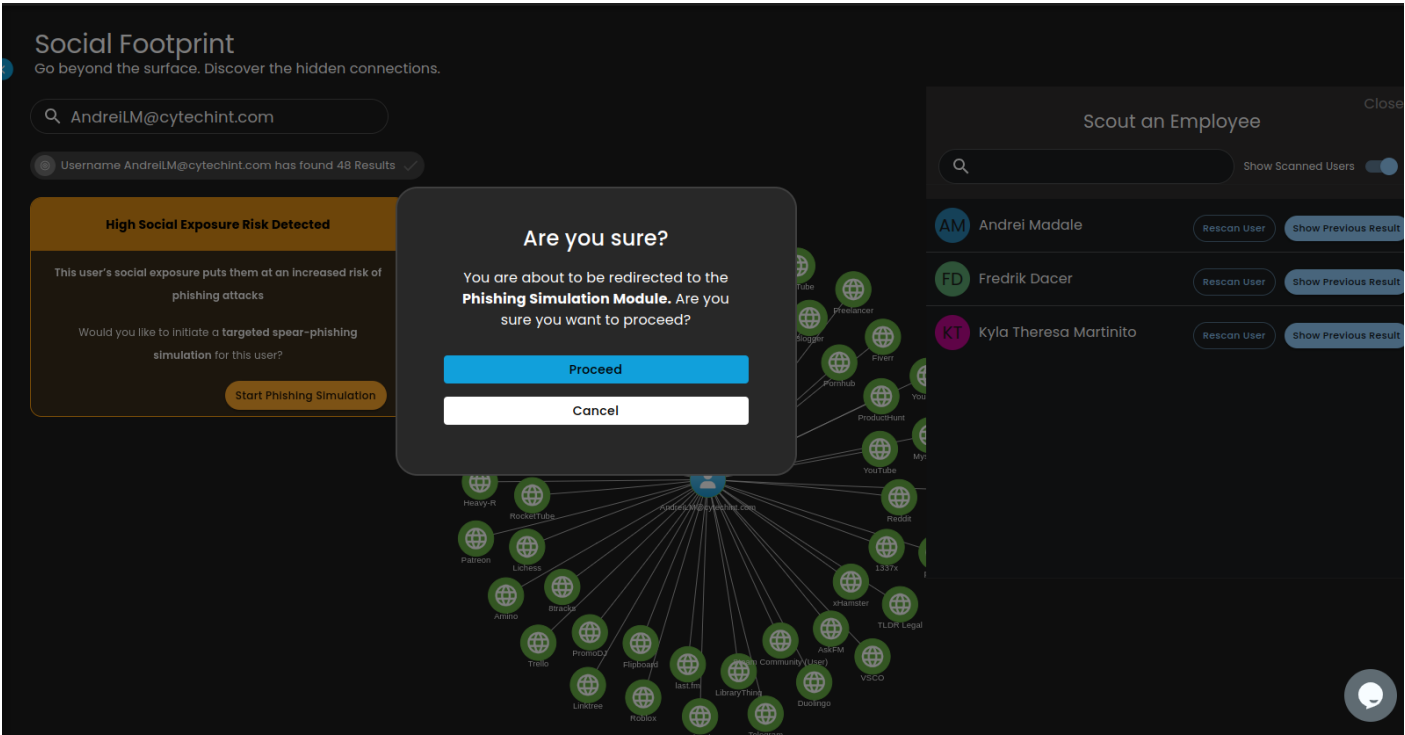 Social Footprint
Go beyond the surface. Discover the hidden connections.
AndreiLM@cytechint.com
Username AndreiLM@cytechint.com has found 48 Results
High Social Exposure Risk Detected
This user's social exposure puts them at an increased risk of
phishing attacks
Would you like to initiate a targeted spear-phishing
simulation for this user?
Start Phishing Simulation
Are you sure?
You are about to be redirected to the
Phishing Simulation Module. Are you
sure you want to proceed?
Proceed
Cancel
Close
Scout an Employee
Show Scanned Users
AM
Andrei Madale
Rescan User
Show Previous Result
FD
Fredrik Dacer
Rescan User
Show Previous Result
KT
Kyla Theresa Martinito
Rescan User
Show Previous Result
Tube
Freelancer
Blogger
Fiverr
Pornhub
You
ProductHunt
Mys
YouTube
Heavy-R
RocketTube
AndreiLM@cytechint.com
Reddit
Patreon
Lichess
1337x
Amino
8tracks
xHamster
TLDR Legal
Trello
PromoDJ
Flipboard
last.fm
LibraryThing
Community (User)
AskFM
VSCO
Linktree
Roblox
Duolingo
Telegram